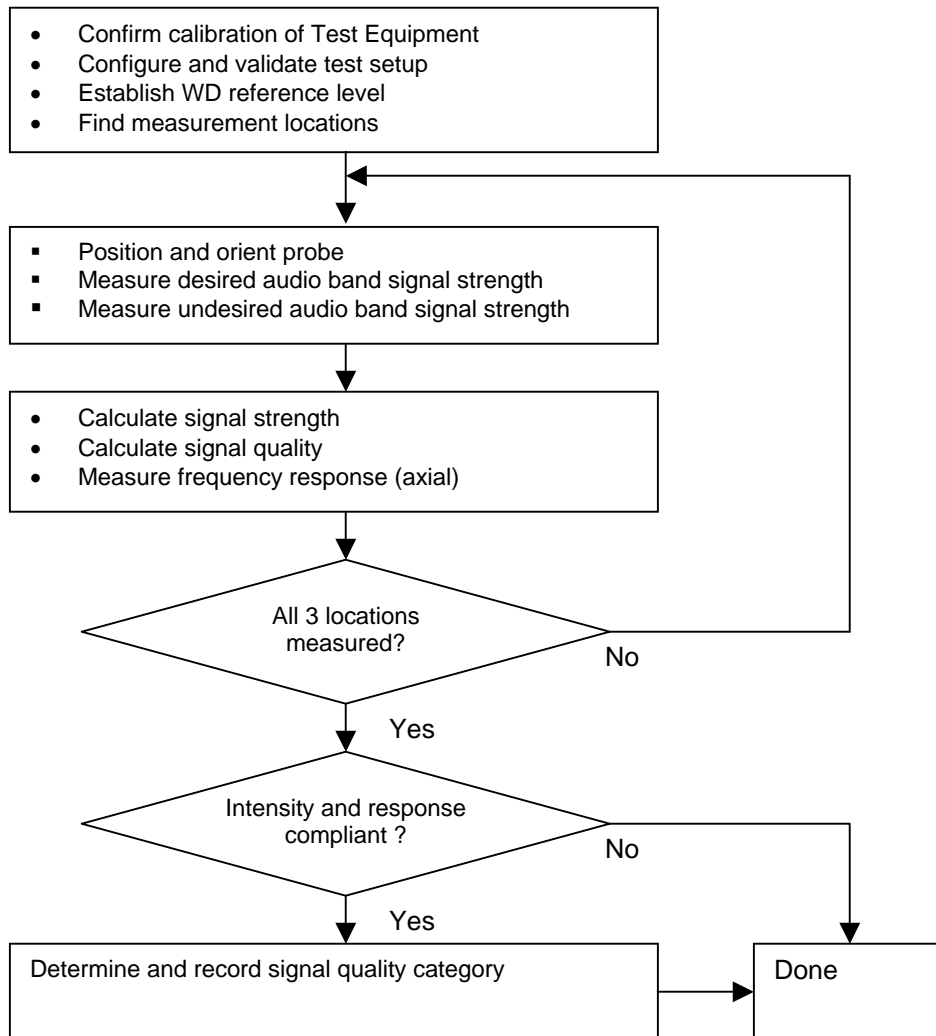 • Confirm calibration of Test Equipment
• Configure and validate test setup
• Establish WD reference level
• Find measurement locations
▪ Position and orient probe
▪ Measure desired audio band signal strength
▪ Measure undesired audio band signal strength
• Calculate signal strength
• Calculate signal quality
• Measure frequency response (axial)
All 3 locations
measured?
No
Yes
Intensity and response
compliant ?
No
Yes
Determine and record signal quality category
Done